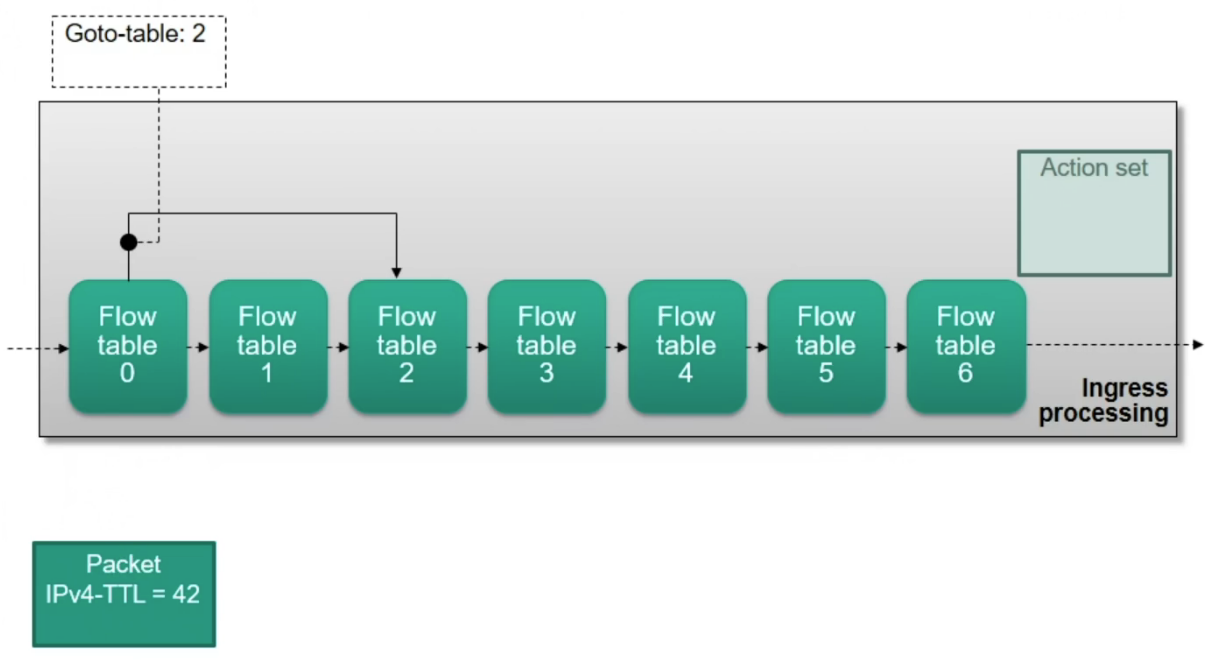 Goto-table: 2
Action set
Flow
table
0
Flow
table
1
Flow
table
2
Flow
table
3
Flow
table
4
Flow
table
5
Flow
table
6
Ingress
processing
Packet
IPv4-TTL = 42